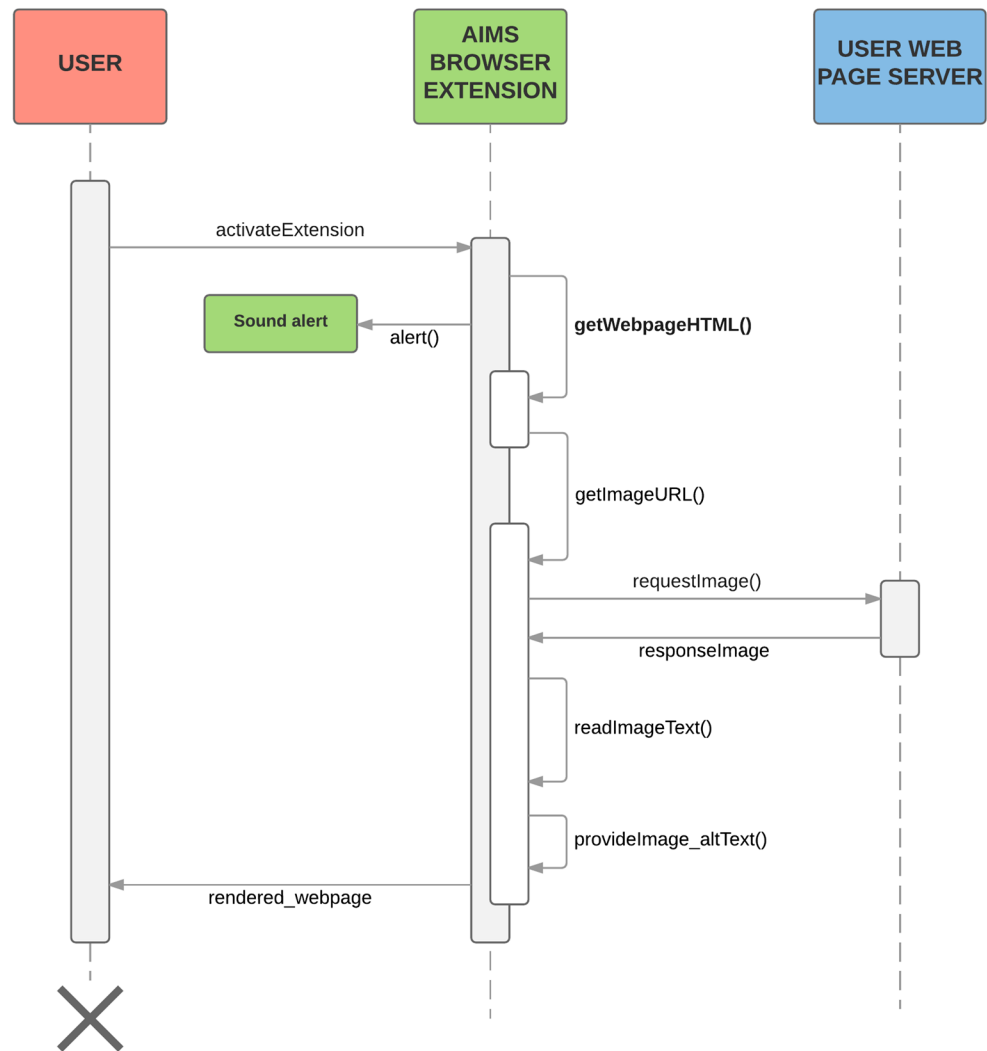 USER
AIMS
BROWSER
EXTENSION
USER WEB
PAGE SERVER
activateExtension
Sound alert
alert()
getWebpageHTML()
getImageURL()
requestImage()
responseImage
readImageText()
provideImage_altText()
rendered_webpage